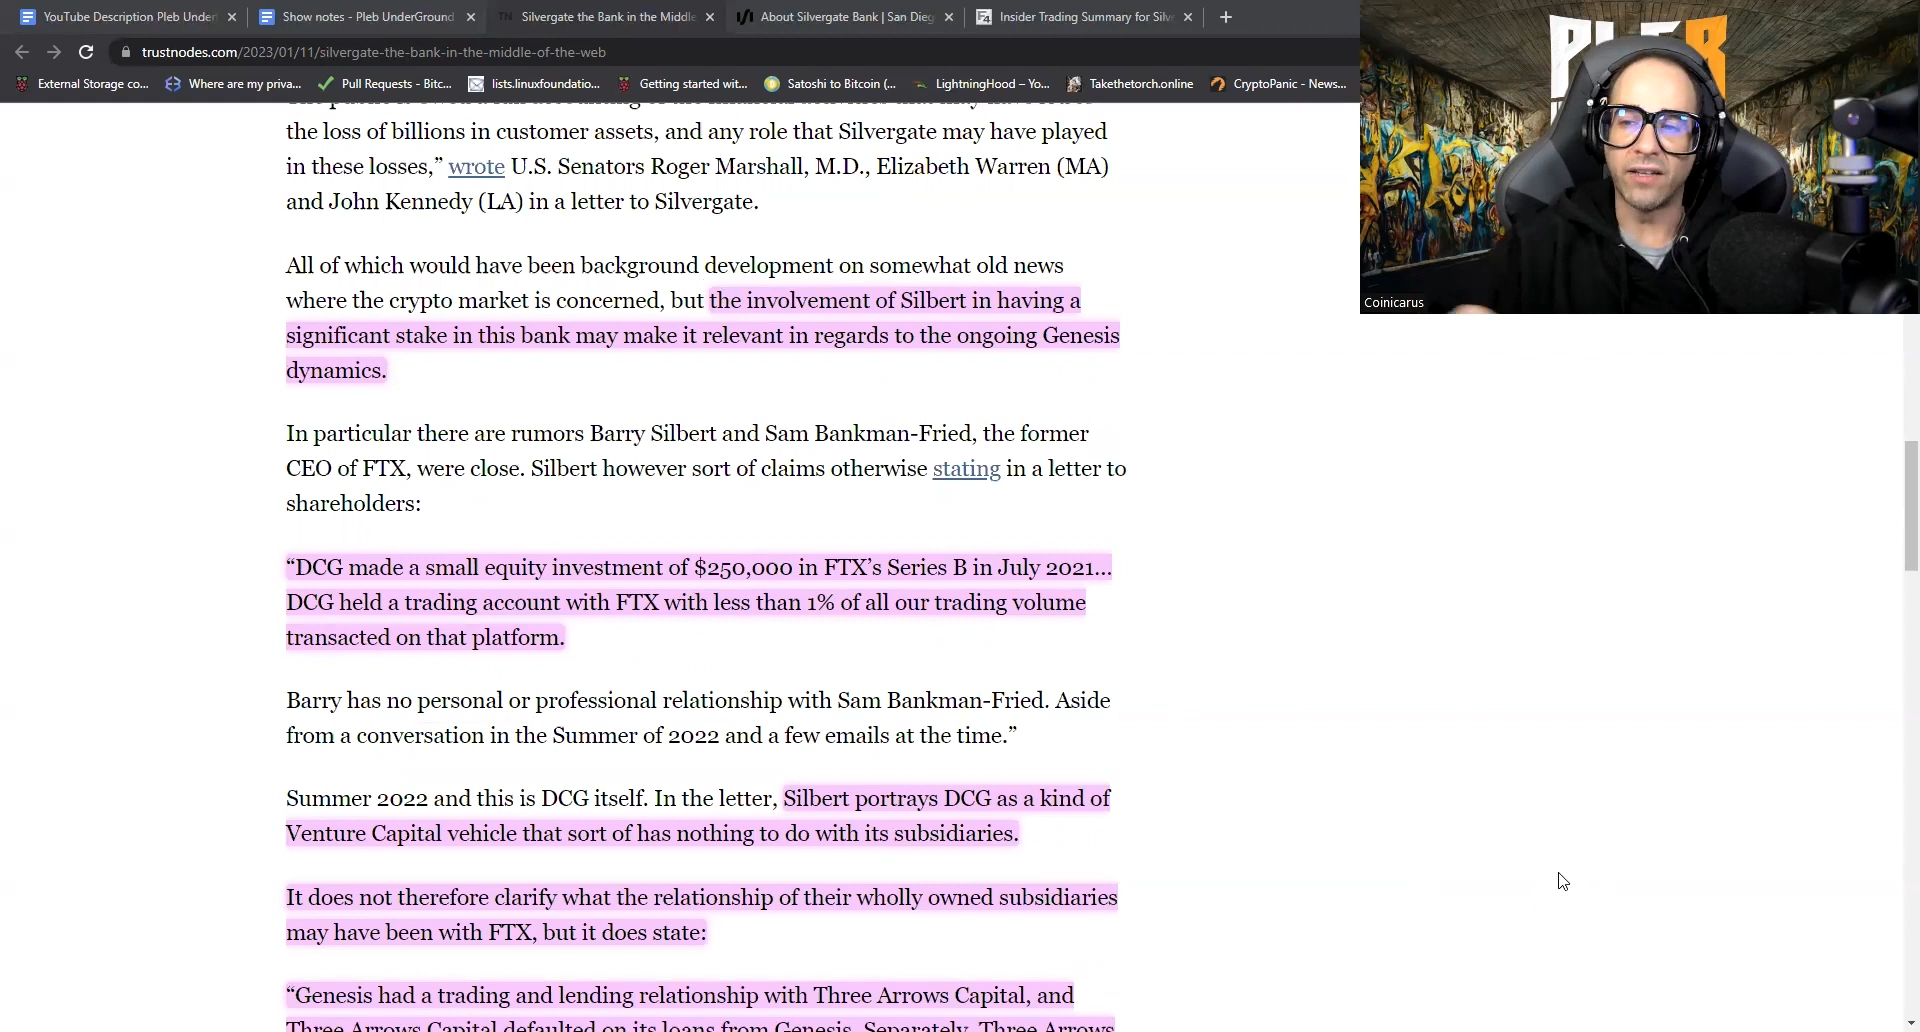 YouTube Description Pleb Under
Show notes - Pleb UnderGround
TN Silvergate the Bank in the Middle
About Silvergate Bank | San Dieg
F4 Insider Trading Summary for Silv
trustnodes.com/2023/01/11/silvergate-the-bank-in-the-middle-of-the-web
External Storage co...
Where are my priva...
Pull Requests - Bitc...
lists.linuxfoundatio...
Getting started wit...
Satoshi to Bitcoin (...
LightningHood – Yo...
Takethetorch.online
CryptoPanic - News...
the loss of billions in customer assets, and any role that Silvergate may have played
in these losses,” wrote U.S. Senators Roger Marshall, M.D., Elizabeth Warren (MA)
and John Kennedy (LA) in a letter to Silvergate.
All of which would have been background development on somewhat old news
where the crypto market is concerned, but the involvement of Silbert in having a
significant stake in this bank may make it relevant in regards to the ongoing Genesis
dynamics.
In particular there are rumors Barry Silbert and Sam Bankman-Fried, the former
CEO of FTX, were close. Silbert however sort of claims otherwise stating in a letter to
shareholders:
“DCG made a small equity investment of $250,000 in FTX’s Series B in July 2021…
DCG held a trading account with FTX with less than 1% of all our trading volume
transacted on that platform.
Barry has no personal or professional relationship with Sam Bankman-Fried. Aside
from a conversation in the Summer of 2022 and a few emails at the time.”
Summer 2022 and this is DCG itself. In the letter, Silbert portrays DCG as a kind of
Venture Capital vehicle that sort of has nothing to do with its subsidiaries.
It does not therefore clarify what the relationship of their wholly owned subsidiaries
may have been with FTX, but it does state:
“Genesis had a trading and lending relationship with Three Arrows Capital, and
Three Arrows Capital defaulted on its loans from Genesis. Separately, Three Arrows
Coinicarus